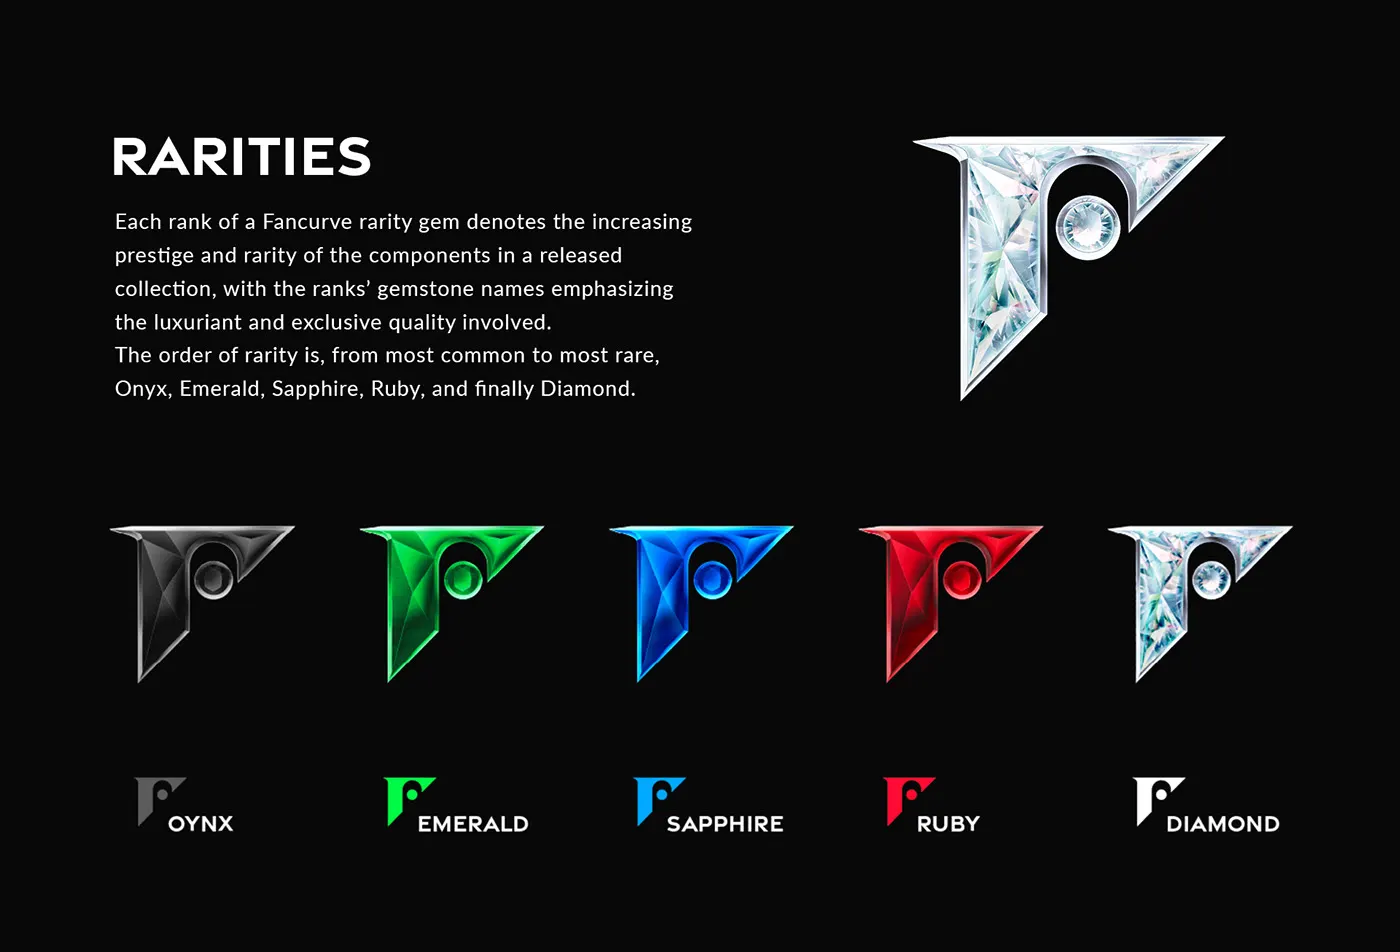 RARITIES
Each rank of a Fancurve rarity gem denotes the increasing
prestige and rarity of the components in a released
collection, with the ranks’ gemstone names emphasizing
the luxuriant and exclusive quality involved.
The order of rarity is, from most common to most rare,
Onyx, Emerald, Sapphire, Ruby, and finally Diamond.
OYNX
EMERALD
SAPPHIRE
RUBY
DIAMOND